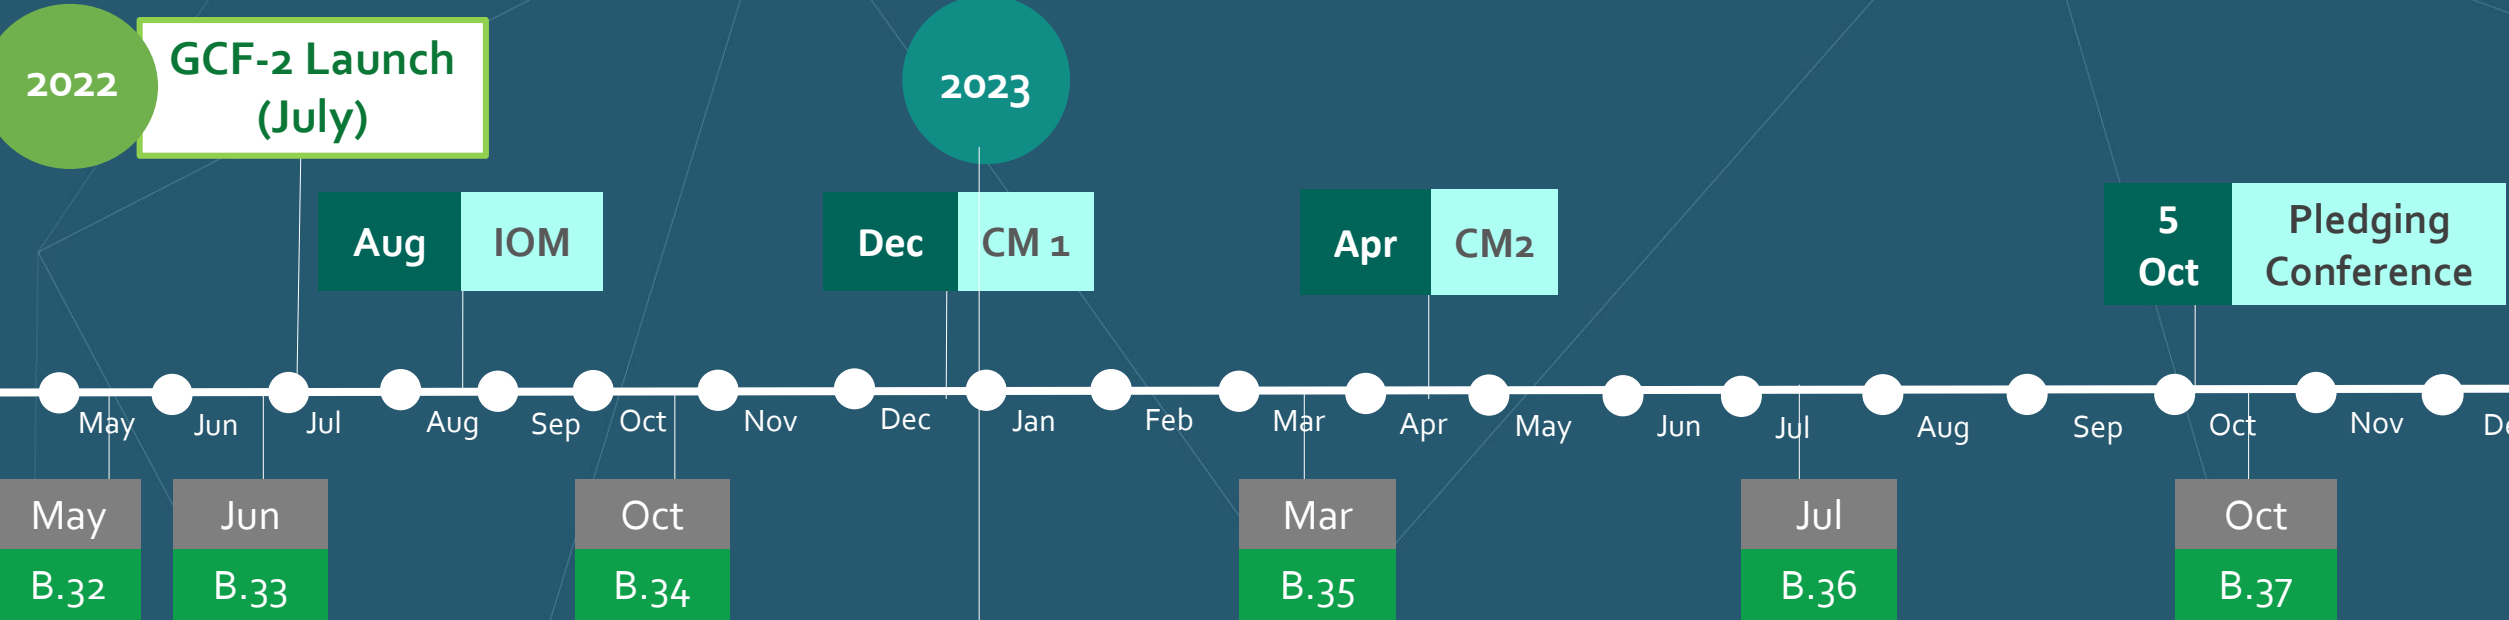 2022
GCF-2 Launch
(July)
2023
Aug
IOM
Dec
CM 1
Apr
CM2
5
Oct
Pledging
Conference
May
Jun
Jul
Aug
Sep
Oct
Nov
Dec
Jan
Feb
Mar
Apr
May
Jun
Jul
Aug
Sep
Oct
Nov
May
Jun
Oct
Mar
Jul
Oct
B.32
B.33
B.34
B.35
B.36
B.37